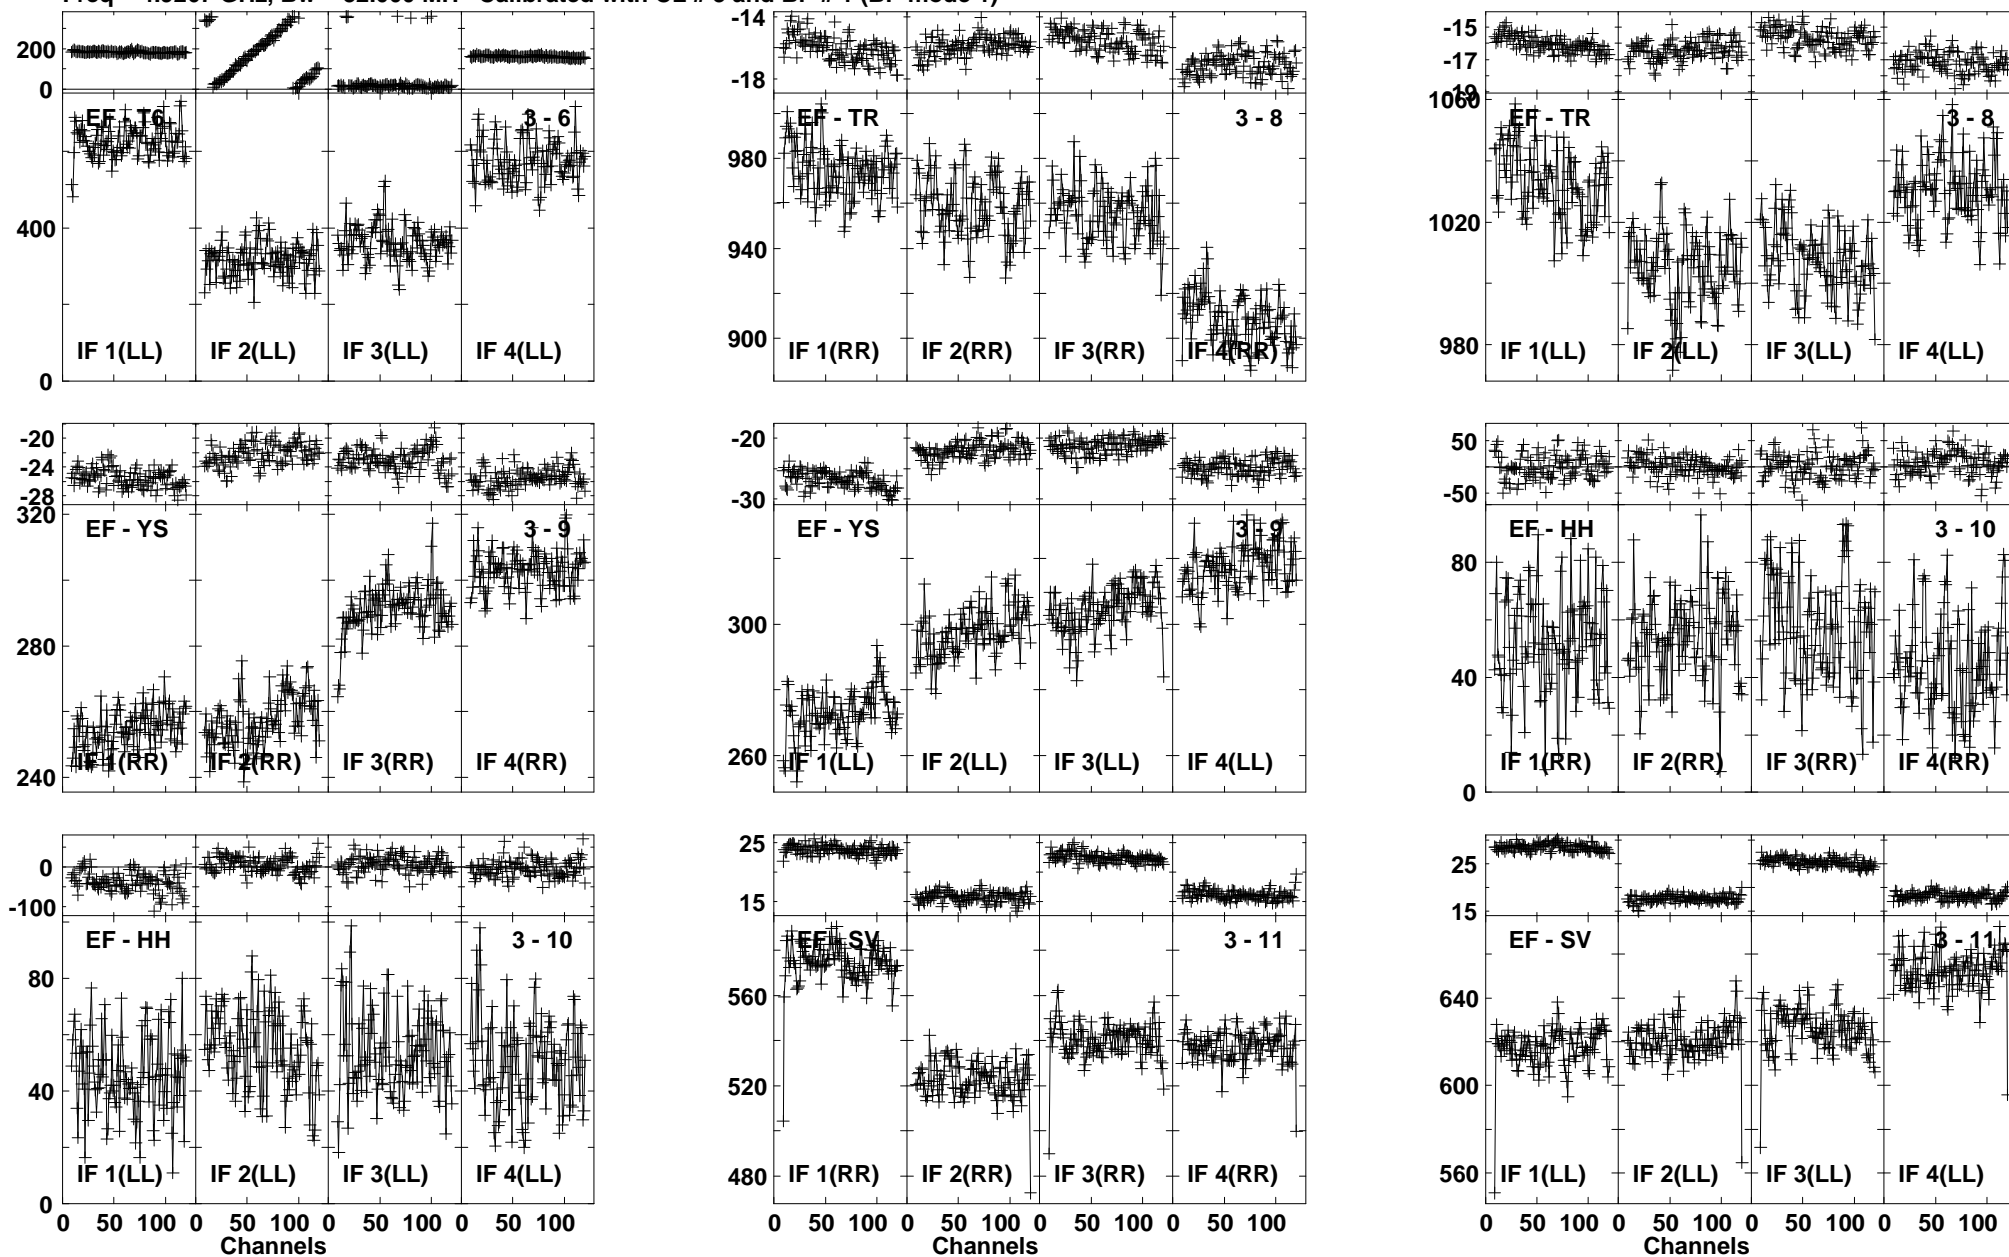 200
0
EF - T6
3 - 6
400
0
IF 1(LL)
IF 2(LL)
IF 3(LL)
IF 4(LL)
-14
-18
EF - TR
3 - 8
980
940
900
IF 1(RR)
IF 2(RR)
IF 3(RR)
IF 4(RR)
-15
-17
-19
1060
EF - TR
3 - 8
1020
980
IF 1(LL)
IF 2(LL)
IF 3(LL)
IF 4(LL)
-20
-24
-28
320
EF - YS
3 - 9
280
240
IF 1(RR)
IF 2(RR)
IF 3(RR)
IF 4(RR)
-20
-30
EF - YS
3 - 9
300
260
IF 1(LL)
IF 2(LL)
IF 3(LL)
IF 4(LL)
50
-50
EF - HH
3 - 10
80
40
0
IF 1(RR)
IF 2(RR)
IF 3(RR)
IF 4(RR)
0
-100
EF - HH
3 - 10
80
40
0
IF 1(LL)
IF 2(LL)
IF 3(LL)
IF 4(LL)
0 50 100 0 50 100 0 50 100 0 50 100
Channels
25
15
EF - SV
3 - 11
560
520
480
IF 1(RR)
IF 2(RR)
IF 3(RR)
IF 4(RR)
0 50 100 0 50 100 0 50 100 0 50 100
Channels
25
15
EF - SV
3 - 11
640
600
560
IF 1(LL)
IF 2(LL)
IF 3(LL)
IF 4(LL)
0 50 100 0 50 100 0 50 100 0 50 100
Channels